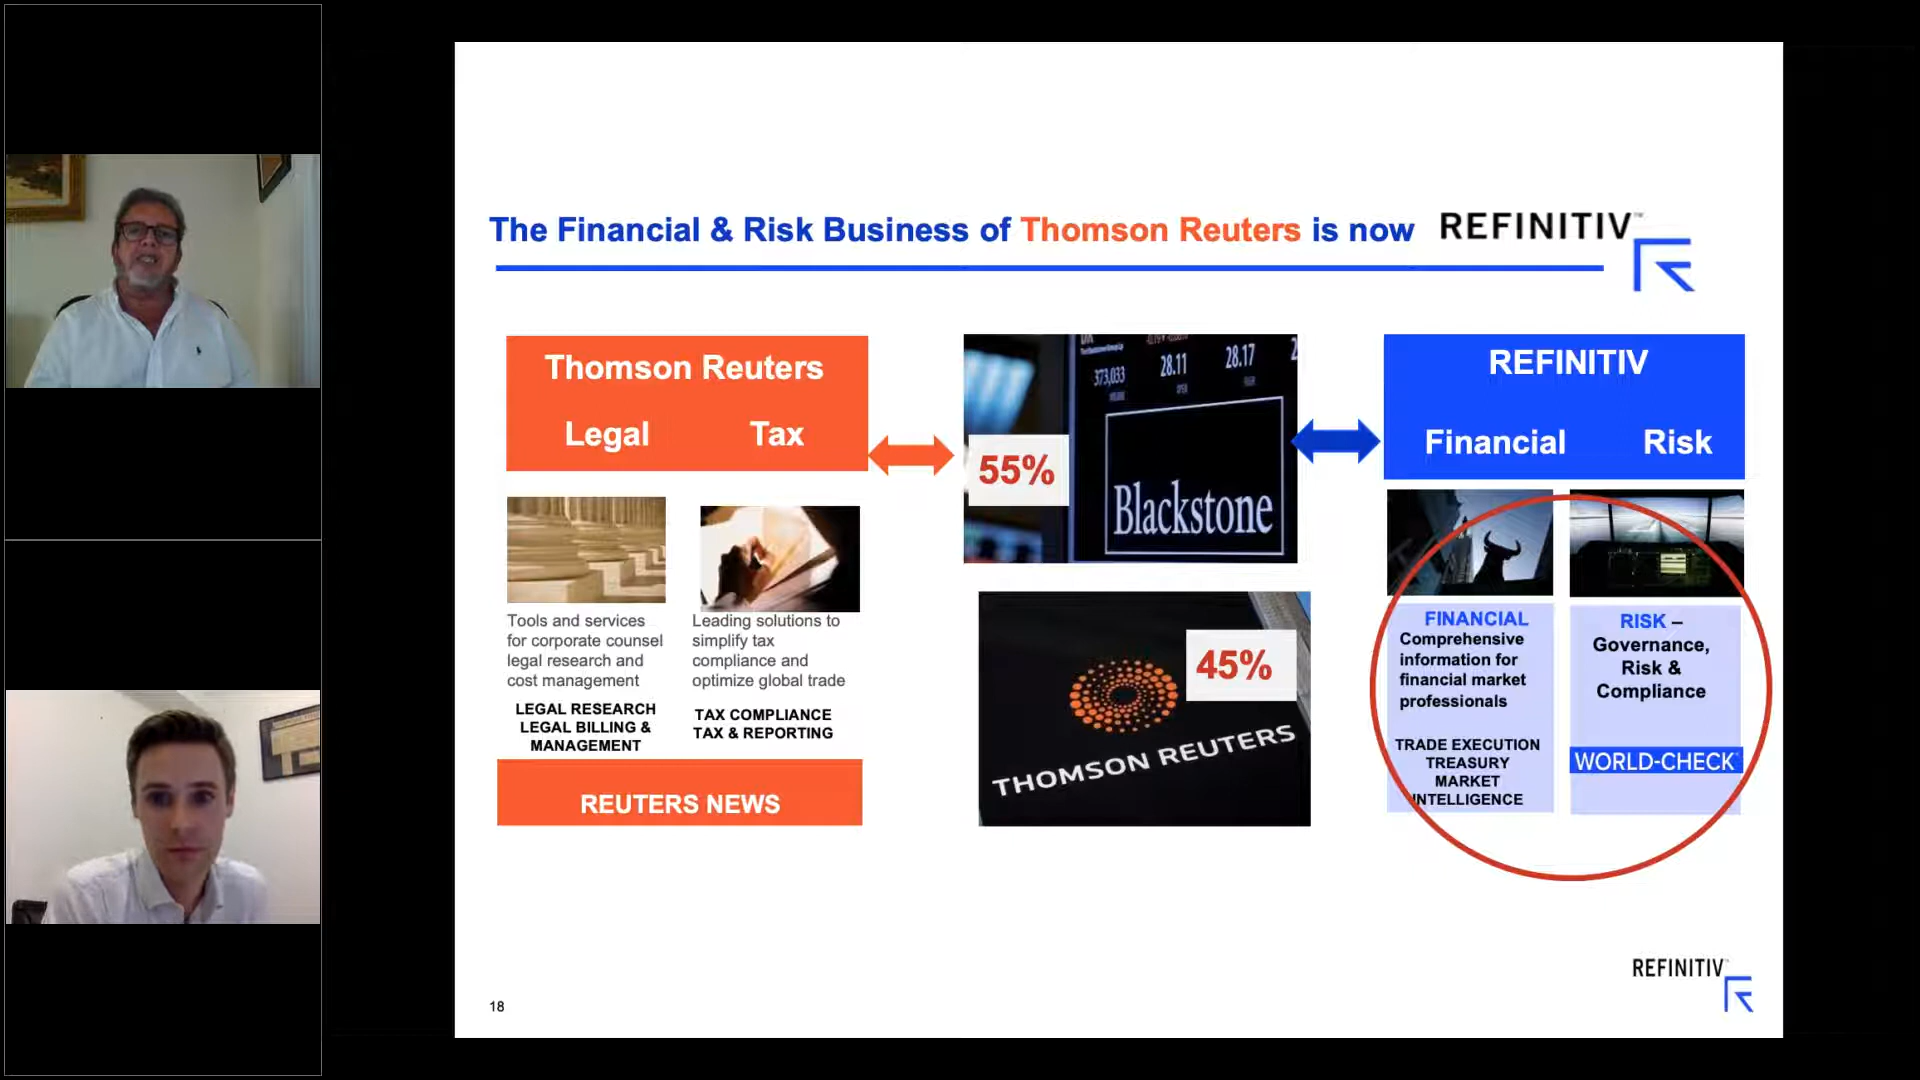 The Financial & Risk Business of Thomson Reuters is now
REFINITIV™
Thomson Reuters
Legal Tax
Tools and services
for corporate counsel
legal research and
cost management
LEGAL RESEARCH
LEGAL BILLING &
MANAGEMENT
Leading solutions to
simplify tax
compliance and
optimize global trade
TAX COMPLIANCE
TAX & REPORTING
REUTERS NEWS
373,033
28.11
28.17
55%
Blackstone
45%
THOMSON REUTERS
REFINITIV
Financial Risk
FINANCIAL
Comprehensive
information for
financial market
professionals
TRADE EXECUTION
TREASURY
MARKET
INTELLIGENCE
RISK –
Governance,
Risk &
Compliance
WORLD-CHECK
18
REFINITIV™